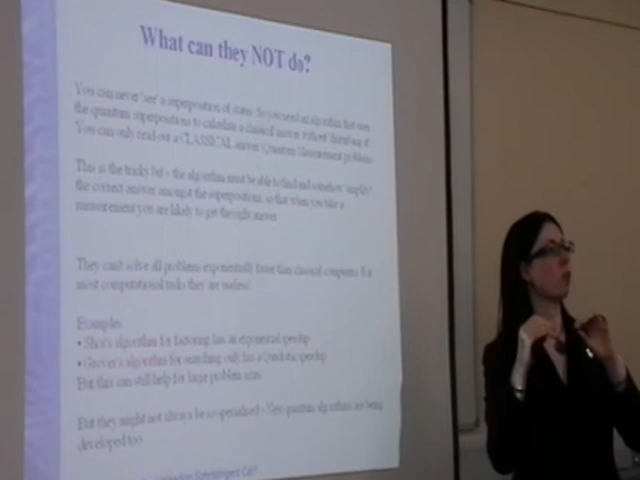 What can they NOT do?
You can never 'see' a superposition of states. So you need an algorithm that uses
the quantum superpositions to calculate a classical answer without disturbing it
You can only read out a CLASSICAL answer (Quantum Measurement problem)
This is the tricky bit – the algorithm must be able to find and somehow 'amplify'
the correct answer amongst the superpositions, so that when you take a
measurement you are likely to get the right answer
They can't solve all problems exponentially faster than classical computers. For
most computational tasks they are useless!
Examples:
• Shor's algorithm for factoring has an exponential speedup
• Grover's algorithm for searching only has a Quadratic speedup
But this can still help for large problem sizes
But they might not always be so specialised – New quantum algorithms are being
developed too
Schrodingers Cat?